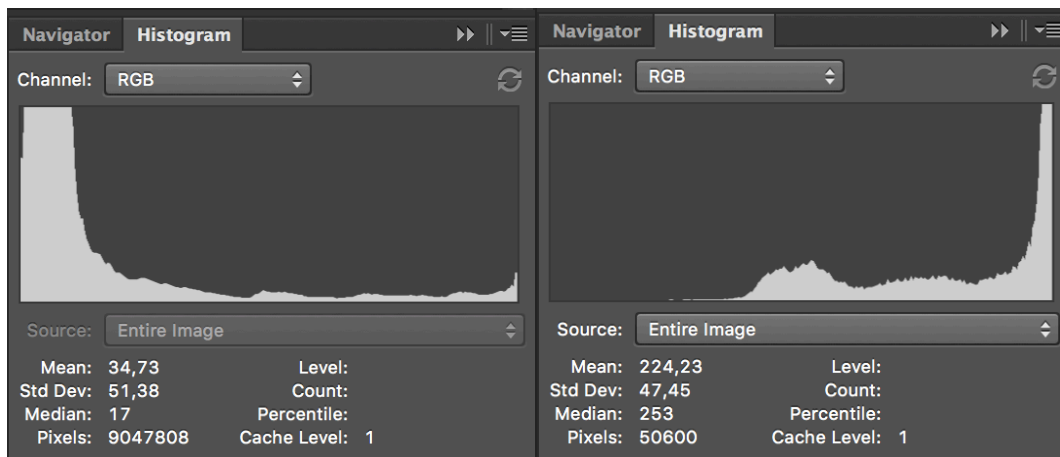 Navigator Histogram
Channel: RGB
Source: Entire Image
Mean: 34,73 Level:
Std Dev: 51,38 Count:
Median: 17 Percentile:
Pixels: 9047808 Cache Level: 1
Navigator Histogram
Channel: RGB
Source: Entire Image
Mean: 224,23 Level:
Std Dev: 47,45 Count:
Median: 253 Percentile:
Pixels: 50600 Cache Level: 1